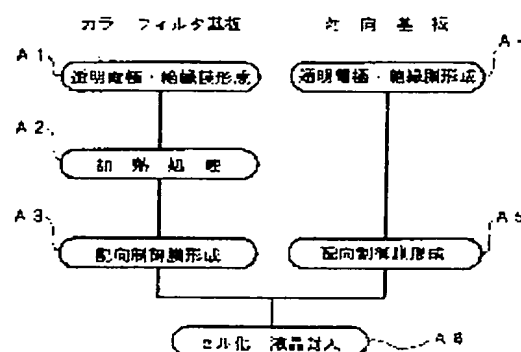 カラーフィルタ基板 対向基板
A1 透明電極・絶縁膜形成 透明電極・絶縁膜形成 A4
A2 加熱処理
A3 配向制御膜形成 配向制御膜形成 A5
セル化 液晶封入 A6